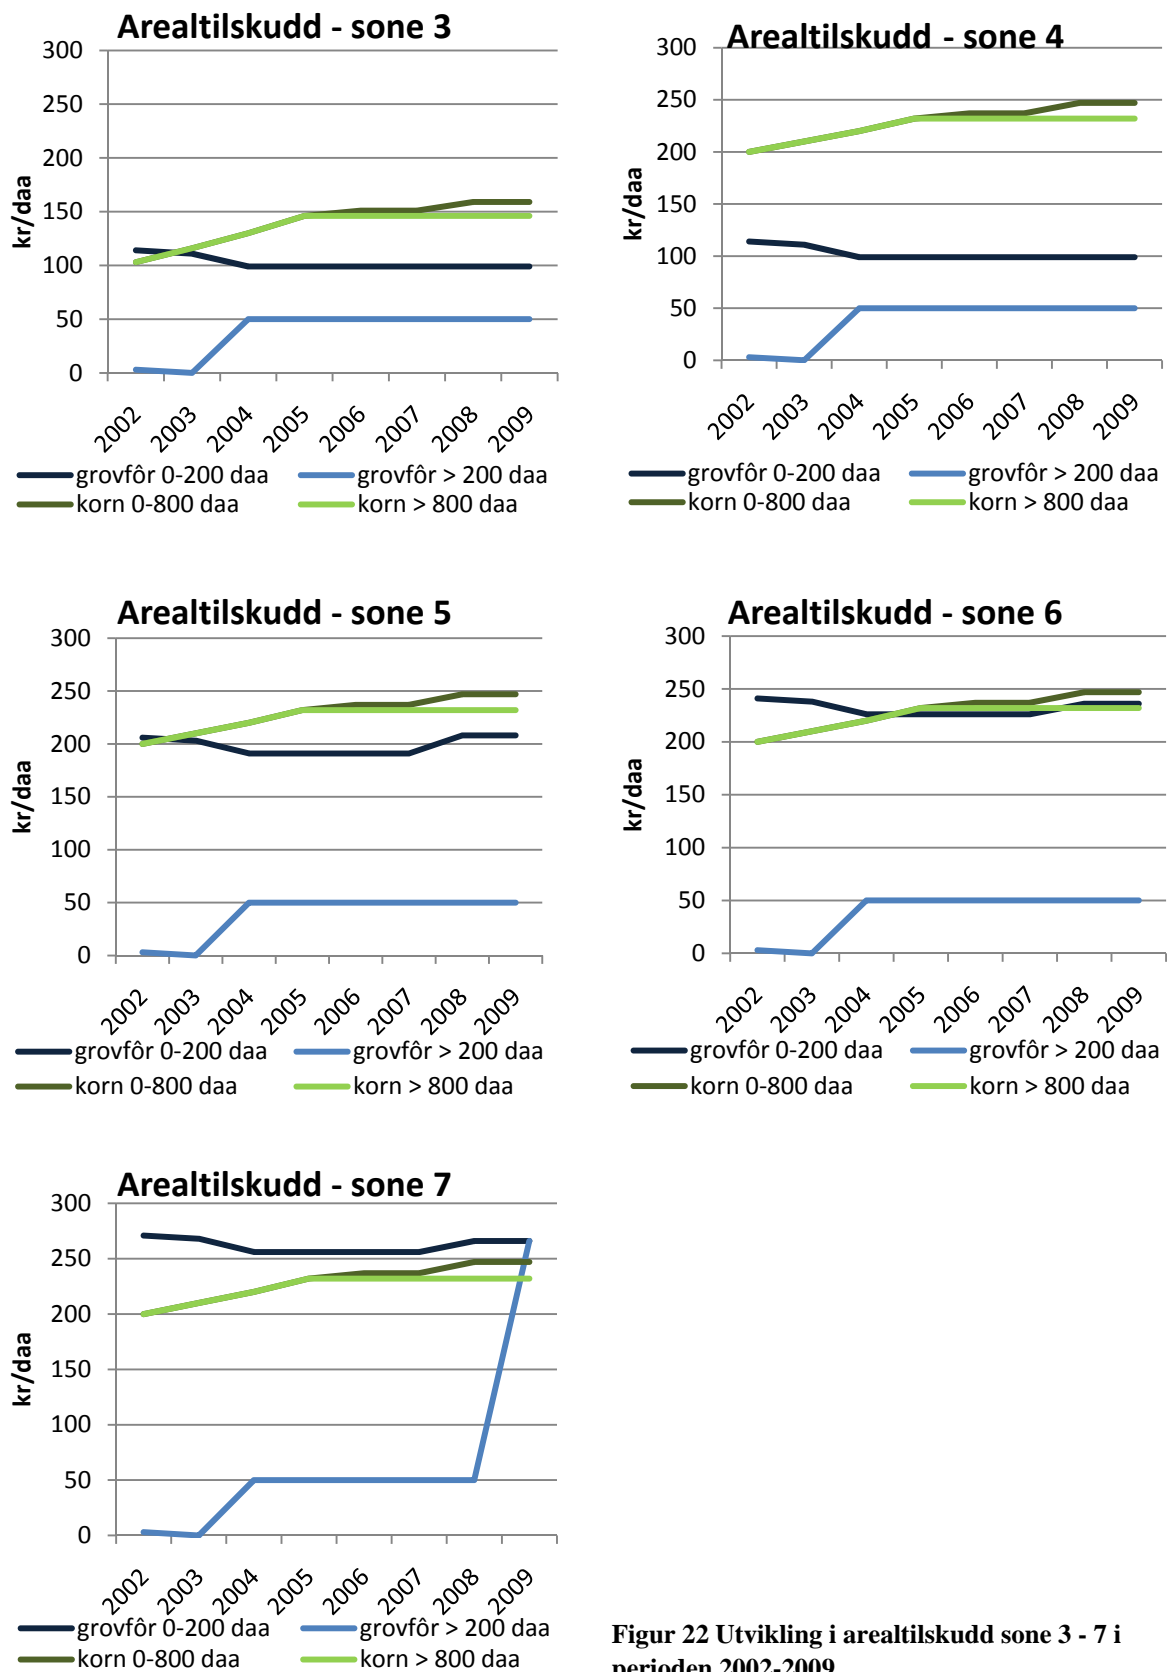 Arealtilskudd - sone 3
300
250
200
150
100
50
0
kr/daa
2002 2003 2004 2005 2006 2007 2008 2009
grovfôr 0-200 daa grovfôr > 200 daa
korn 0-800 daa korn > 800 daa
Arealtilskudd - sone 4
300
250
200
150
100
50
0
kr/daa
2002 2003 2004 2005 2006 2007 2008 2009
grovfôr 0-200 daa grovfôr > 200 daa
korn 0-800 daa korn > 800 daa
Arealtilskudd - sone 5
300
250
200
150
100
50
0
kr/daa
2002 2003 2004 2005 2006 2007 2008 2009
grovfôr 0-200 daa grovfôr > 200 daa
korn 0-800 daa korn > 800 daa
Arealtilskudd - sone 6
300
250
200
150
100
50
0
kr/daa
2002 2003 2004 2005 2006 2007 2008 2009
grovfôr 0-200 daa grovfôr > 200 daa
korn 0-800 daa korn > 800 daa
Arealtilskudd - sone 7
300
250
200
150
100
50
0
kr/daa
2002 2003 2004 2005 2006 2007 2008 2009
grovfôr 0-200 daa grovfôr > 200 daa
korn 0-800 daa korn > 800 daa
Figur 22 Utvikling i arealtilskudd sone 3 - 7 i
perioden 2002-2009